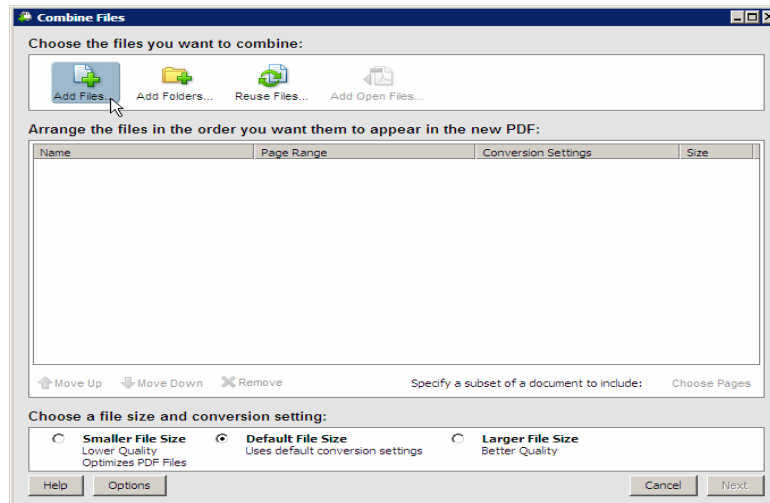 Combine Files
Choose the files you want to combine:
Add Files... Add Folders... Reuse Files... Add Open Files...
Arrange the files in the order you want them to appear in the new PDF:
Name Page Range Conversion Settings Size
Move Up Move Down Remove Specify a subset of a document to include: Choose Pages
Choose a file size and conversion setting:
Smaller File Size Default File Size Larger File Size
Lower Quality Uses default conversion settings Better Quality
Optimizes PDF Files
Help Options Cancel Next